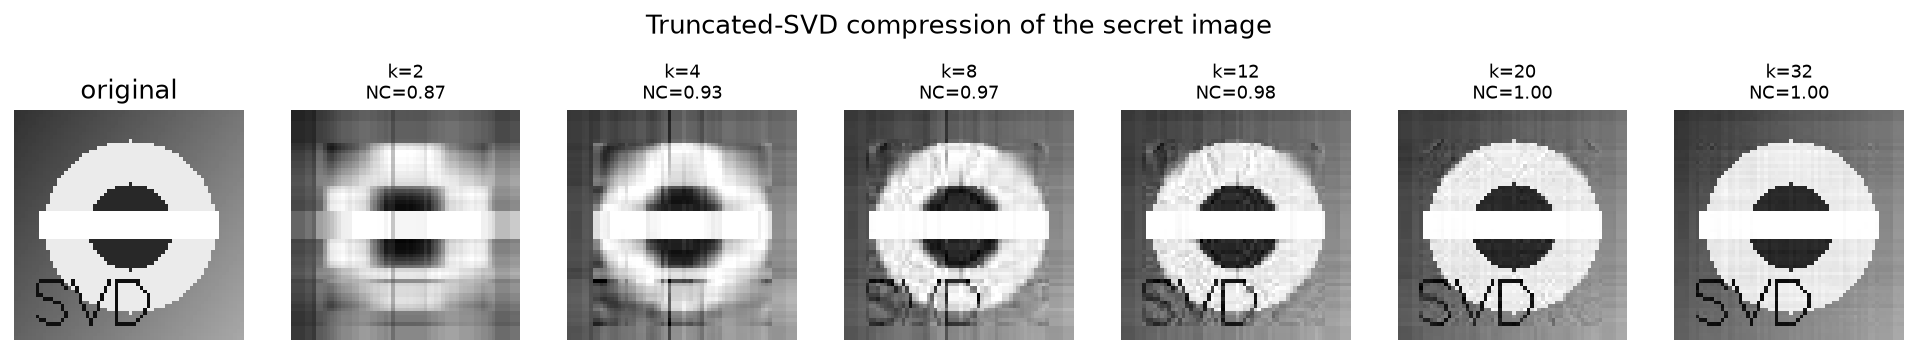 Truncated-SVD compression of the secret image
original
k=2
NC=0.87
k=4
NC=0.93
k=8
NC=0.97
k=12
NC=0.98
k=20
NC=1.00
k=32
NC=1.00
SVD
SVD
SVD
SVD
SVD